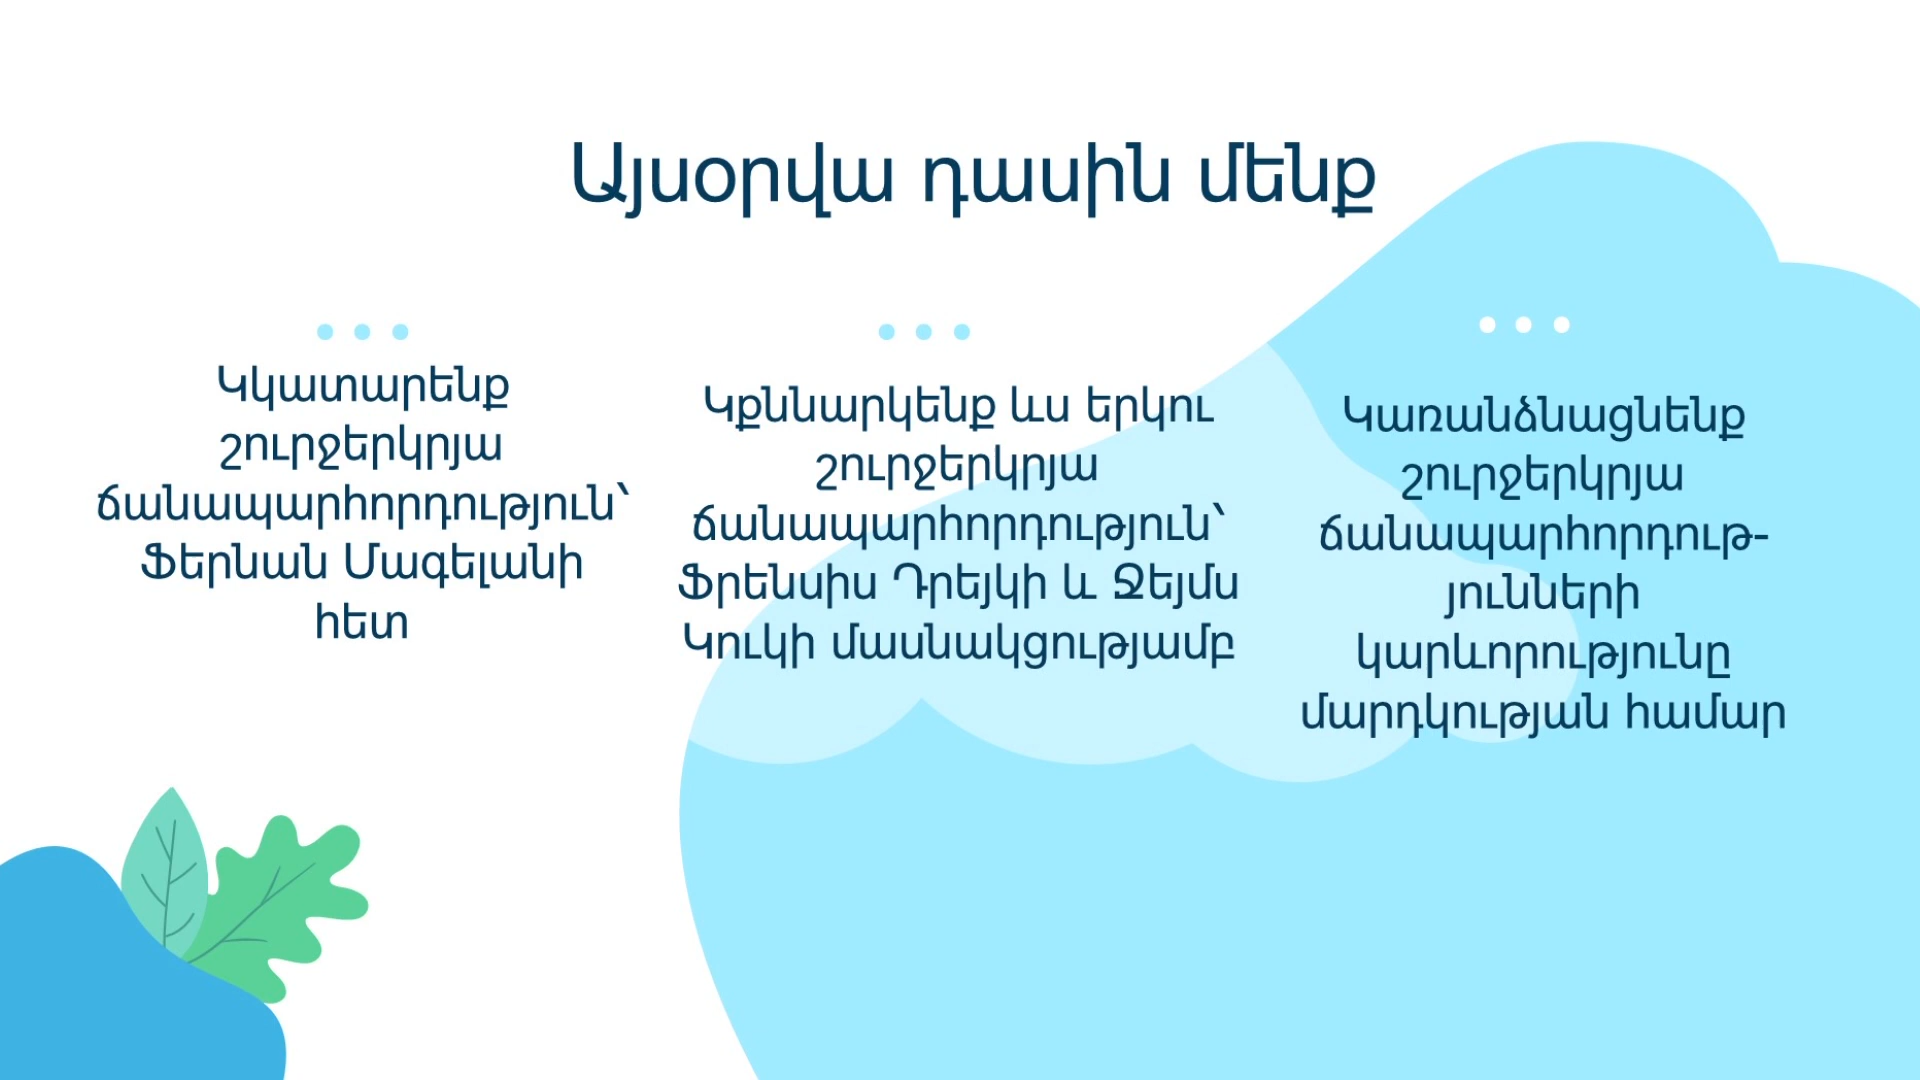 Այսօրվա դասին մենք
Կկատարենք
շուրջերկրյա
ճանապարհորդություն՝
Ֆերնան Մագելանի
հետ
Կքննարկենք ևս երկու
շուրջերկրյա
ճանապարհորդություն՝
Ֆրենսիս Դրեյկի և Ջեյմս
Կուկի մասնակցությամբ
Կառանձնացնենք
շուրջերկրյա
ճանապարհորդութ-
յունների
կարևորությունը
մարդկության համար